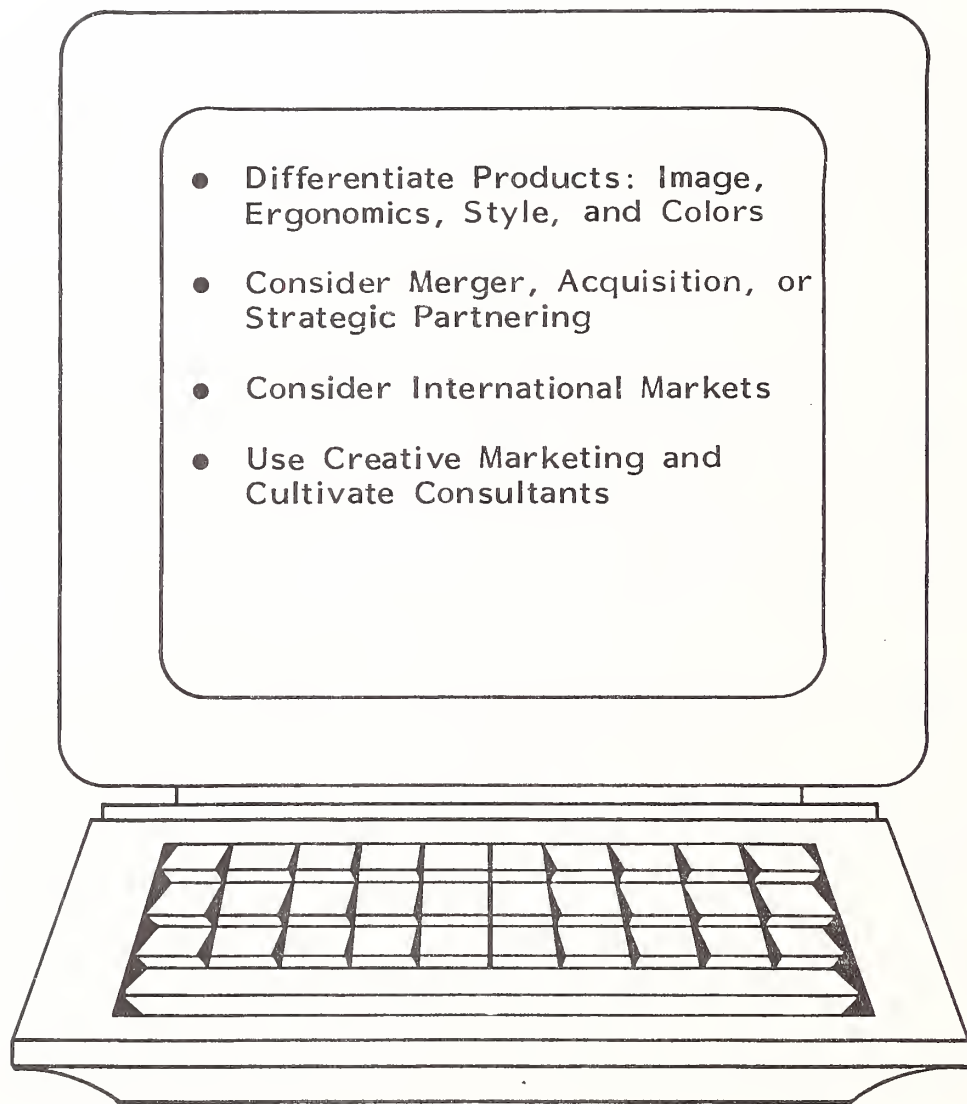 • Differentiate Products: Image,
Ergonomics, Style, and Colors
• Consider Merger, Acquisition, or
Strategic Partnering
• Consider International Markets
• Use Creative Marketing and
Cultivate Consultants